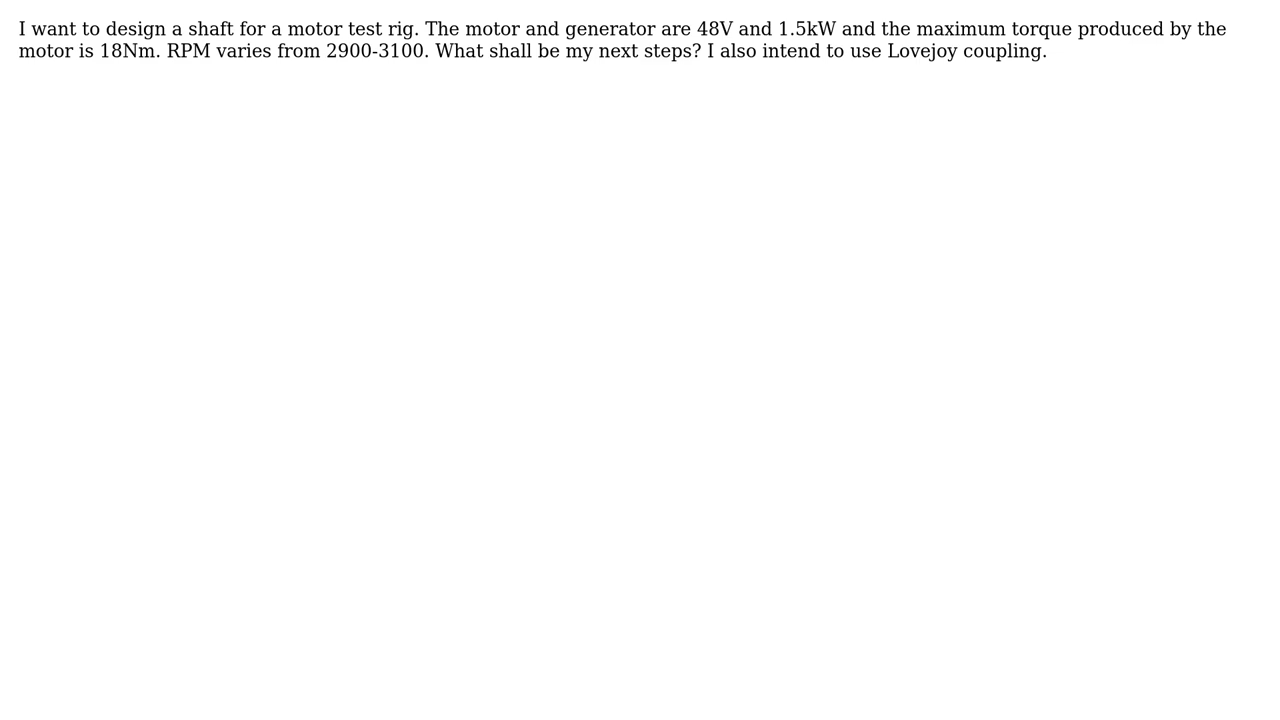 I want to design a shaft for a motor test rig. The motor and generator are 48V and 1.5kW and the maximum torque produced by the
motor is 18Nm. RPM varies from 2900-3100. What shall be my next steps? I also intend to use Lovejoy coupling.